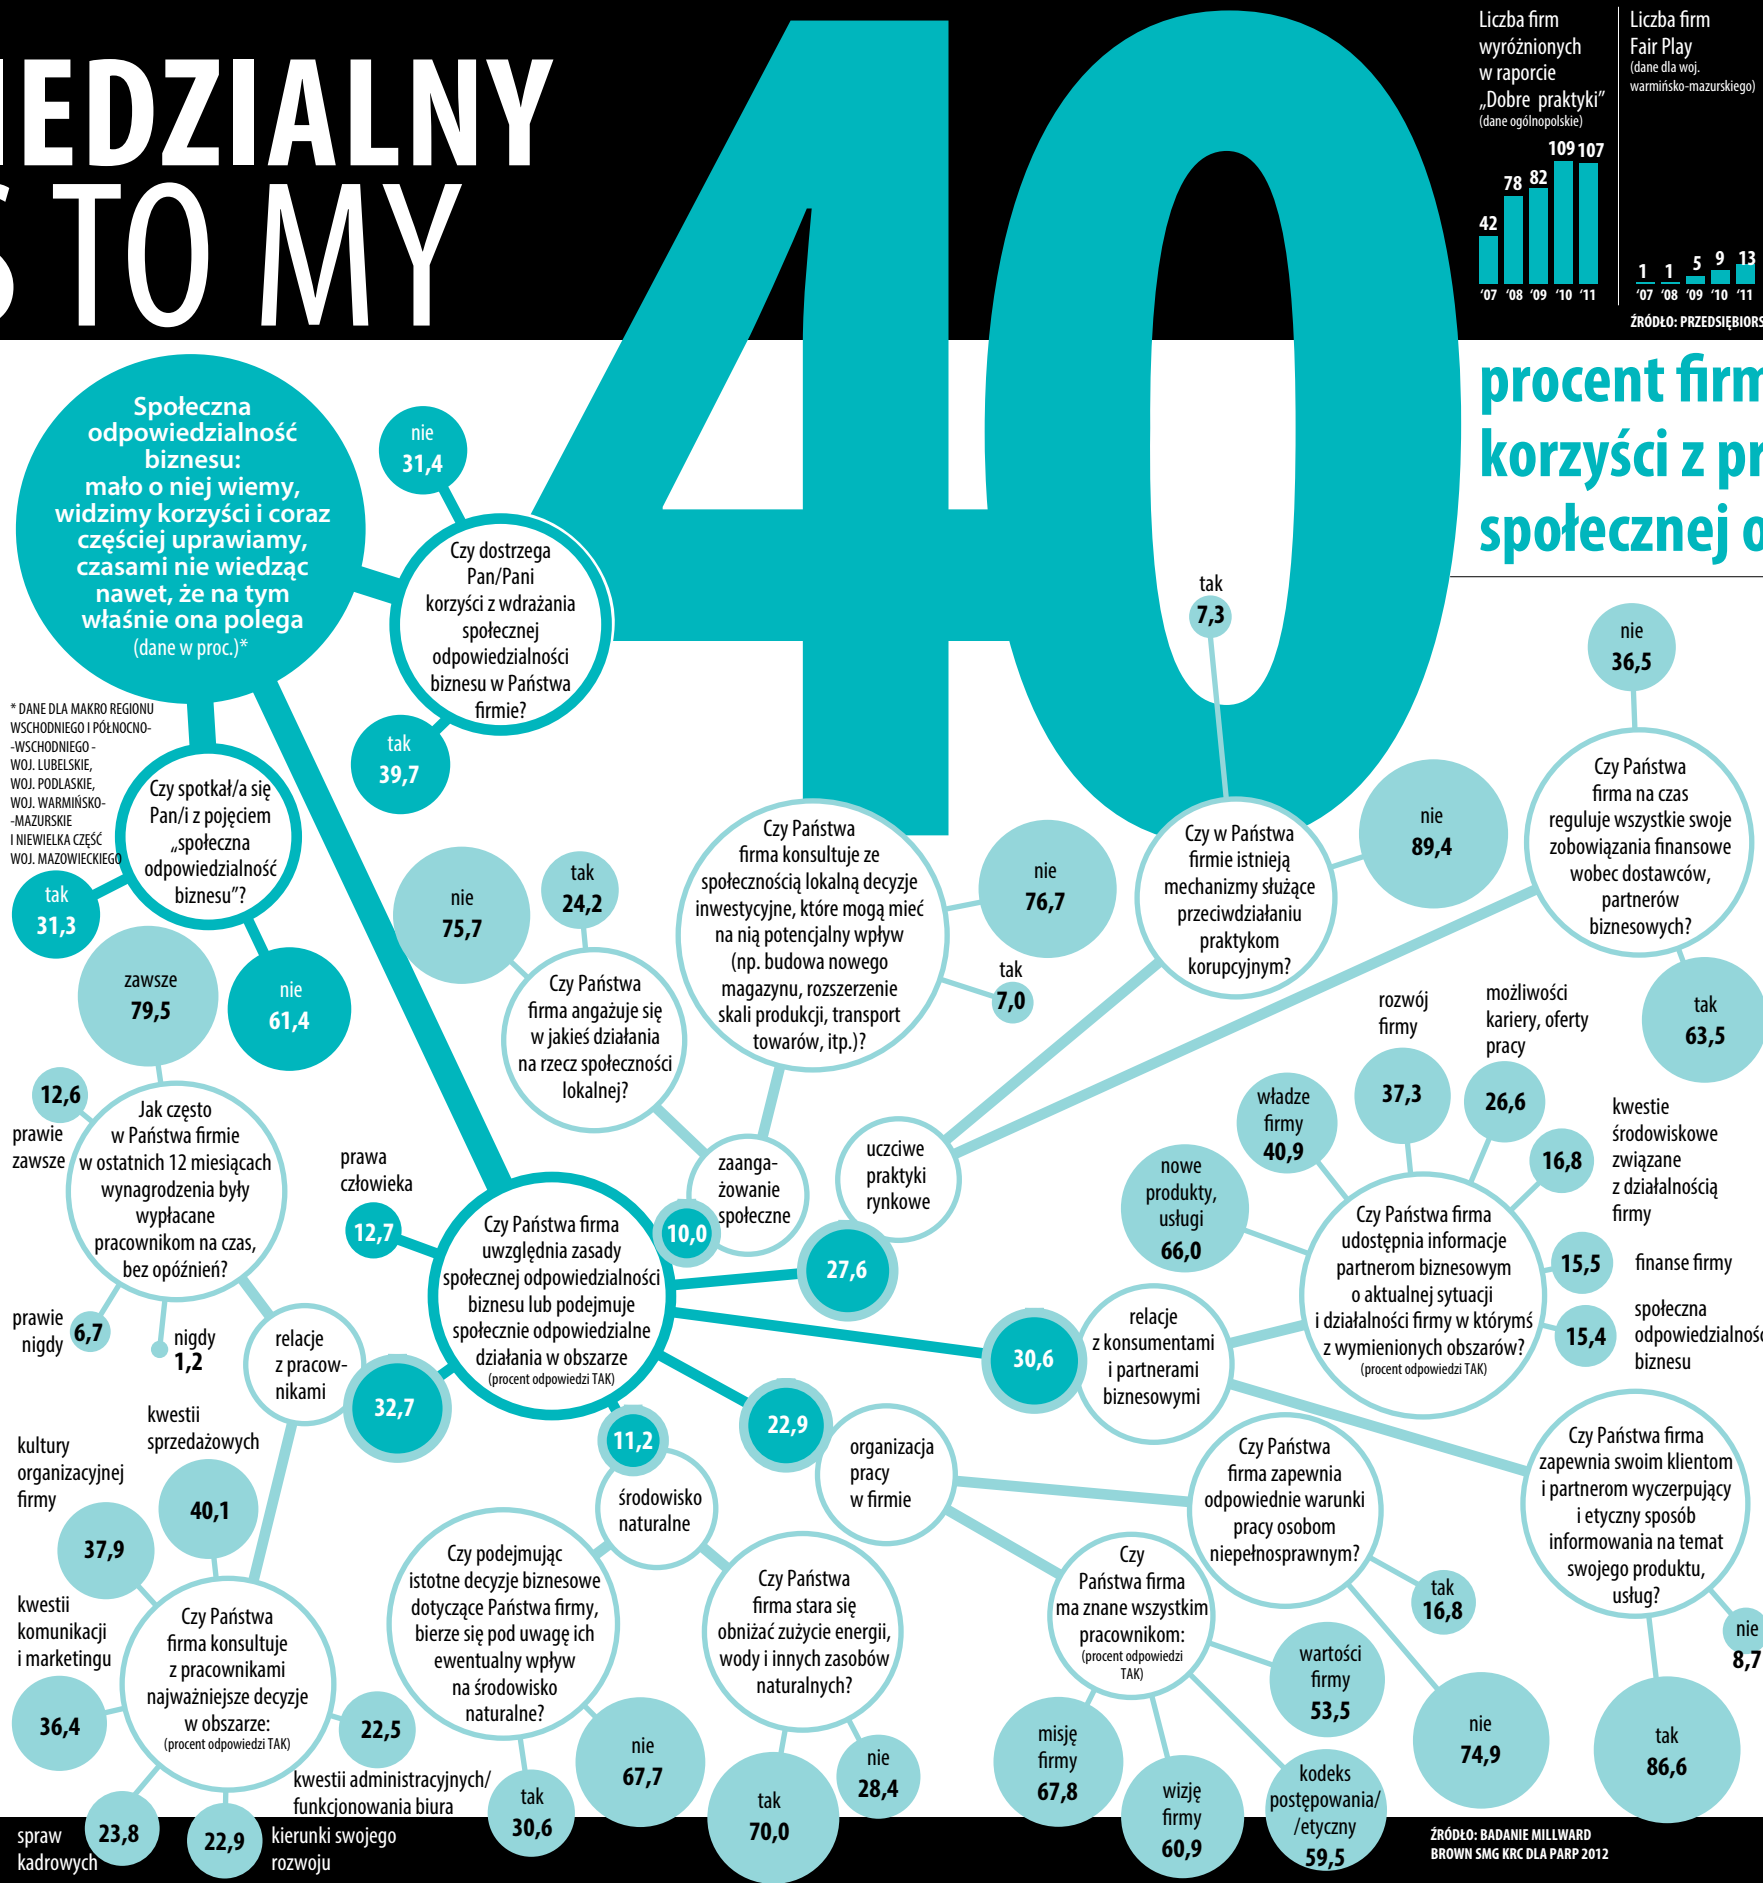 IEDZIALNY
S TO MY
40
Liczba firm
wyróżnionych
w raporcie
„Dobre praktyki”
(dane ogólnopolskie)
42
78
82
109
107
‘07 ‘08 ‘09 ‘10 ‘11
Liczba firm
Fair Play
(dane dla woj.
warmińsko-mazurskiego)
1
1
5
9
13
‘07 ‘08 ‘09 ‘10 ‘11
ŹRÓDŁO: PRZEDSIĘBIORS
procent firm
korzyści z pr
społecznej o
Społeczna
odpowiedzialność
biznesu:
mało o niej wiemy,
widzimy korzyści i coraz
częściej uprawiamy,
czasami nie wiedząc
nawet, że na tym
właśnie ona polega
(dane w proc.)*
* DANE DLA MAKRO REGIONU
WSCHODNIEGO I PÓŁNOCNO-
-WSCHODNIEGO -
WOJ. LUBELSKIE,
WOJ. PODLASKIE,
WOJ. WARMIŃSKO-
-MAZURSKIE
I NIEWIELKA CZĘŚĆ
WOJ. MAZOWIECKIEGO
nie
31,4
Czy dostrzega
Pan/Pani
korzyści z wdrażania
społecznej
odpowiedzialności
biznesu w Państwa
firmie?
tak
39,7
Czy spotkał/a się
Pan/i z pojęciem
„społeczna
odpowiedzialność
biznesu”?
tak
31,3
nie
61,4
zawsze
79,5
12,6
prawie
zawsze
Jak często
w Państwa firmie
w ostatnich 12 miesiącach
wynagrodzenia były
wypłacane
pracownikom na czas,
bez opóźnień?
prawie
nigdy
6,7
nigdy
1,2
relacje
z pracow-
nikami
32,7
prawa
człowieka
12,7
Czy Państwa firma
uwzględnia zasady
społecznej odpowiedzialności
biznesu lub podejmuje
społecznie odpowiedzialne
działania w obszarze
(procent odpowiedzi TAK)
nie
75,7
tak
24,2
Czy Państwa
firma angażuje się
w jakieś działania
na rzecz społeczności
lokalnej?
Czy Państwa
firma konsultuje ze
społecznością lokalną decyzje
inwestycyjne, które mogą mieć
na nią potencjalny wpływ
(np. budowa nowego
magazynu, rozszerzenie
skali produkcji, transport
towarów, itp.)?
nie
76,7
tak
7,0
zaanga-
żowanie
społeczne
10,0
uczciwe
praktyki
rynkowe
27,6
tak
7,3
Czy w Państwa
firmie istnieją
mechanizmy służące
przeciwdziałaniu
praktykom
korupcyjnym?
nie
89,4
nie
36,5
Czy Państwa
firma na czas
reguluje wszystkie swoje
zobowiązania finansowe
wobec dostawców,
partnerów
biznesowych?
tak
63,5
30,6
relacje
z konsumentami
i partnerami
biznesowymi
nowe
produkty,
usługi
66,0
władze
firmy
40,9
rozwój
firmy
37,3
możliwości
kariery, oferty
pracy
26,6
kwestie
środowiskowe
związane
z działalnością
firmy
16,8
15,5
finanse firmy
15,4
społeczna
odpowiedzialnoś
biznesu
Czy Państwa firma
udostępnia informacje
partnerom biznesowym
o aktualnej sytuacji
i działalności firmy w którymś
z wymienionych obszarów?
(procent odpowiedzi TAK)
Czy Państwa firma
zapewnia swoim klientom
i partnerom wyczerpujący
i etyczny sposób
informowania na temat
swojego produktu,
usług?
nie
8,7
tak
86,6
22,9
organizacja
pracy
w firmie
Czy Państwa
firma zapewnia
odpowiednie warunki
pracy osobom
niepełnosprawnym?
tak
16,8
nie
74,9
Czy
Państwa firma
ma znane wszystkim
pracownikom:
(procent odpowiedzi
TAK)
wartości
firmy
53,5
misję
firmy
67,8
wizję
firmy
60,9
kodeks
postępowania/
/etyczny
59,5
11,2
środowisko
naturalne
Czy podejmując
istotne decyzje biznesowe
dotyczące Państwa firmy,
bierze się pod uwagę ich
ewentualny wpływ
na środowisko
naturalne?
tak
30,6
nie
67,7
Czy Państwa
firma stara się
obniżać zużycie energii,
wody i innych zasobów
naturalnych?
tak
70,0
nie
28,4
kwestii
sprzedażowych
40,1
kultury
organizacyjnej
firmy
37,9
kwestii
komunikacji
i marketingu
36,4
Czy Państwa
firma konsultuje
z pracownikami
najważniejsze decyzje
w obszarze:
(procent odpowiedzi TAK)
22,5
kwestii administracyjnych/
funkcjonowania biura
spraw
kadrowych
23,8
22,9
kierunki swojego
rozwoju
ŹRÓDŁO: BADANIE MILLWARD
BROWN SMG KRC DLA PARP 2012